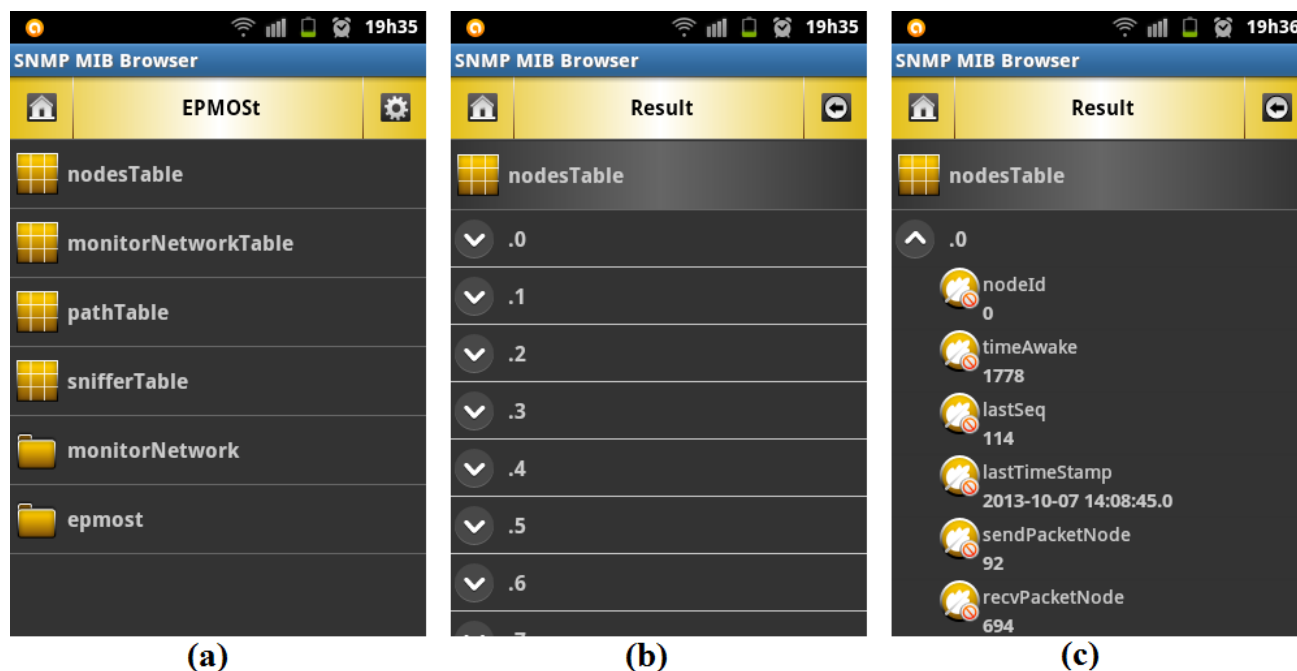 19h35
SNMP MIB Browser
EPMOSt
nodesTable
monitorNetworkTable
pathTable
snifferTable
monitorNetwork
epmost
(a)
19h35
SNMP MIB Browser
Result
nodesTable
.0
.1
.2
.3
.4
.5
.6
(b)
19h36
SNMP MIB Browser
Result
nodesTable
.0
nodeId
0
timeAwake
1778
lastSeq
114
lastTimeStamp
2013-10-07 14:08:45.0
sendPacketNode
92
recvPacketNode
694
(c)